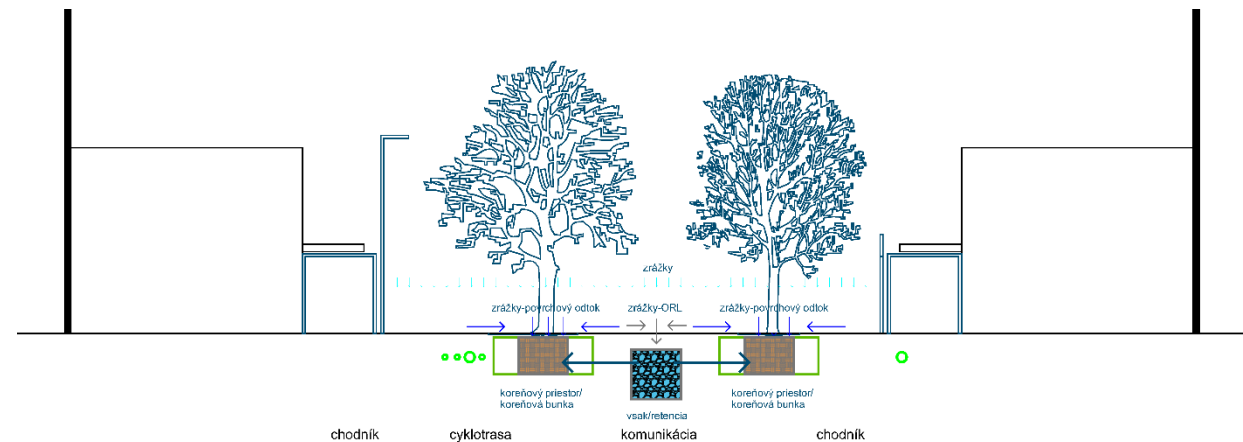 zrážky
zrážky-povrchový odtok
zrážky-ORL
zrážky-povrchový odtok
koreňový priestor/
koreňová bunka
koreňový priestor/
koreňová bunka
vsak/retencia
chodník
cyklotrasa
komunikácia
chodník